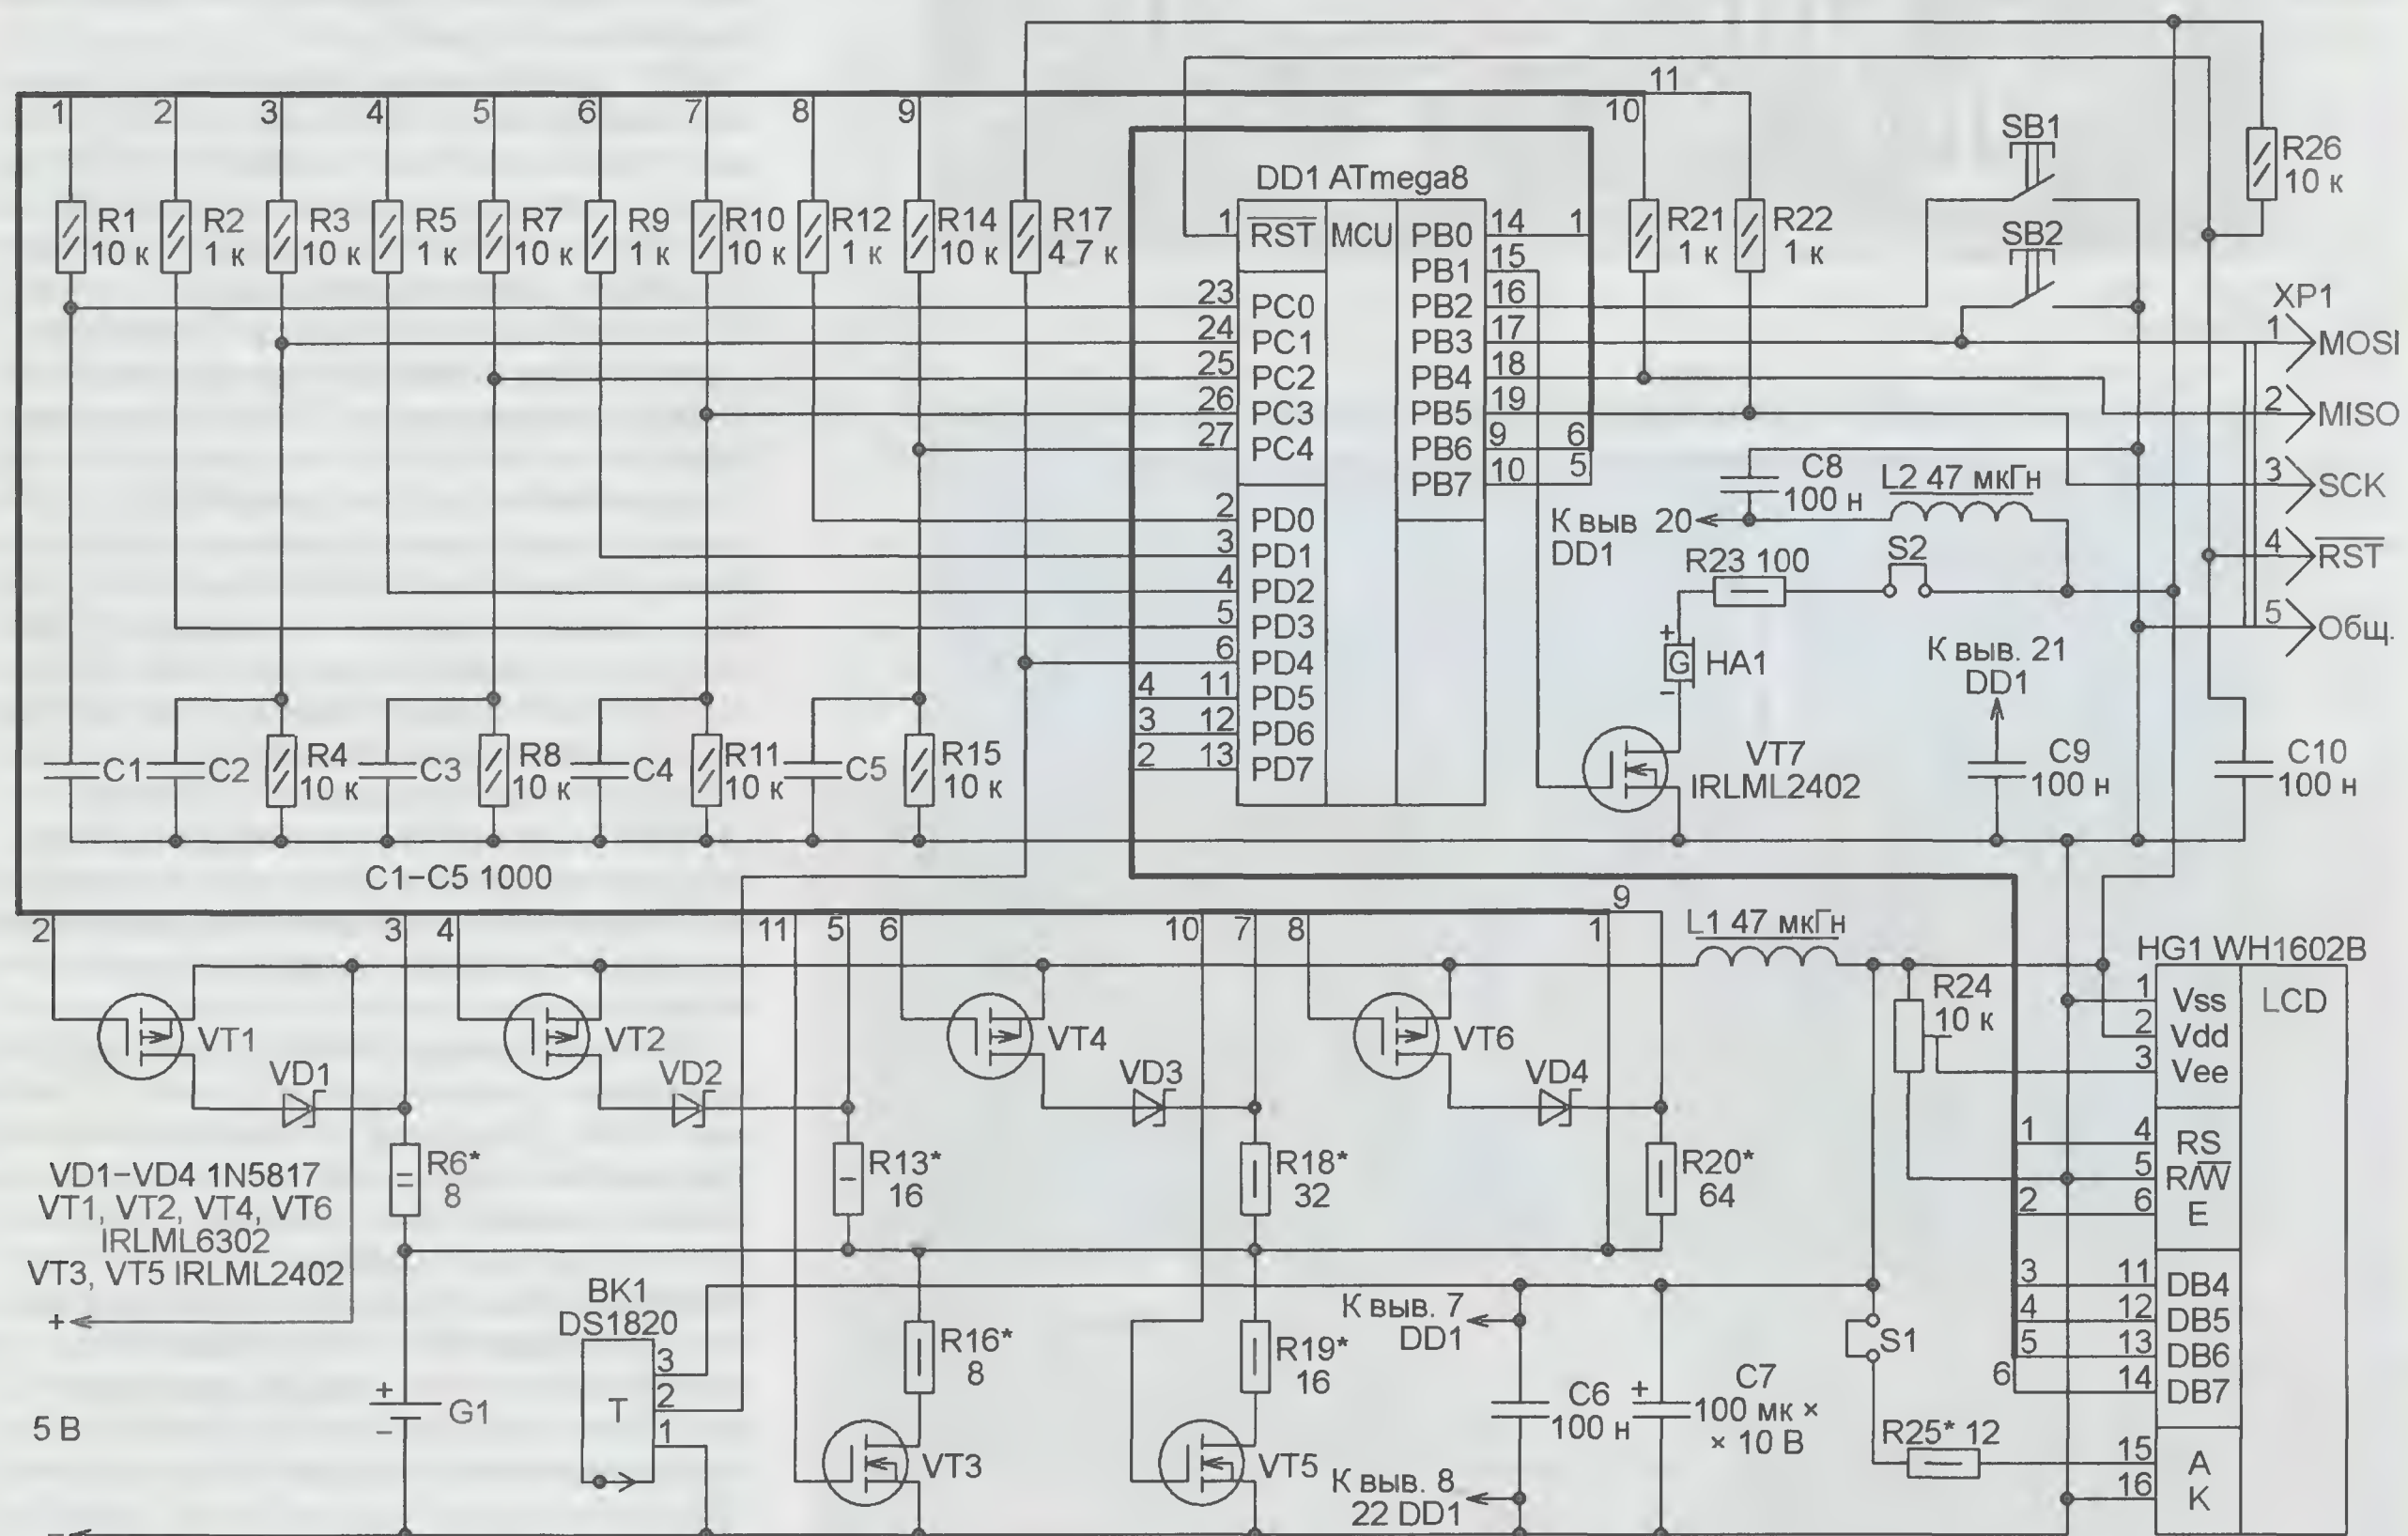 11
1 2 3 4 5 6 7 8 9 10
SB1
R26
10 к
DD1 ATmega8
R1
10 к
R2
1 к
R3
10 к
R5
1 к
R7
10 к
R9
1 к
R10
10 к
R12
1 к
R14
10 к
R17
4,7 к
1 RST MCU PB0 14 1
R21
1 к
R22
1 к
SB2
PB1 15
23 PC0 PB2 16
24 PC1 PB3 17
25 PC2 PB4 18
26 PC3 PB5 19
27 PC4 PB6 9 6
PB7 10 5
XP1
1 MOSI
2 MISO
3 SCK
4 RST
5 Общ.
C8
100 н
L2 47 мкГн
К выв 20
DD1
R23 100
S2
+
G HA1
−
2 PD0
3 PD1
4 PD2
5 PD3
6 PD4
4 11 PD5
3 12 PD6
2 13 PD7
К выв. 21
DD1
C1
C2
R4
10 к
C3
R8
10 к
C4
R11
10 к
C5
R15
10 к
VT7
IRLML2402
C9
100 н
C10
100 н
C1−C5 1000
9
2 3 4 11 5 6 10 7 8 1
L1 47 мкГн
HG1 WH1602B
VT1
VT2
VT4
VT6
R24
10 к
1 Vss LCD
2 Vdd
3 Vee
VD1
VD2
VD3
VD4
1 4 RS
5 R/W
2 6 E
3 11 DB4
4 12 DB5
5 13 DB6
6 14 DB7
15 A
16 K
VD1−VD4 1N5817
VT1, VT2, VT4, VT6
IRLML6302
VT3, VT5 IRLML2402
R6*
8
R13*
16
R18*
32
R20*
64
+
BK1
DS1820
3
T 2
1
R16*
8
R19*
16
К выв. 7
DD1
S1
5 В
+
G1
−
VT3
VT5
C6
100 н
+ C7
100 мк ×
× 10 В
R25* 12
К выв. 8
22 DD1
−